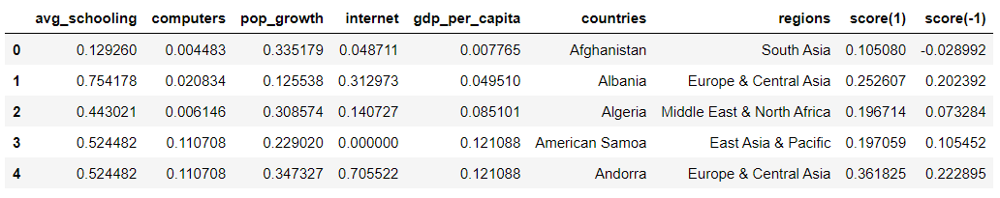 avg_schooling computers pop_growth internet gdp_per_capita countries regions score(1) score(-1)
0 0.129260 0.004483 0.335179 0.048711 0.007765 Afghanistan South Asia 0.105080 -0.028992
1 0.754178 0.020834 0.125538 0.312973 0.049510 Albania Europe & Central Asia 0.252607 0.202392
2 0.443021 0.006146 0.308574 0.140727 0.085101 Algeria Middle East & North Africa 0.196714 0.073284
3 0.524482 0.110708 0.229020 0.000000 0.121088 American Samoa East Asia & Pacific 0.197059 0.105452
4 0.524482 0.110708 0.347327 0.705522 0.121088 Andorra Europe & Central Asia 0.361825 0.222895